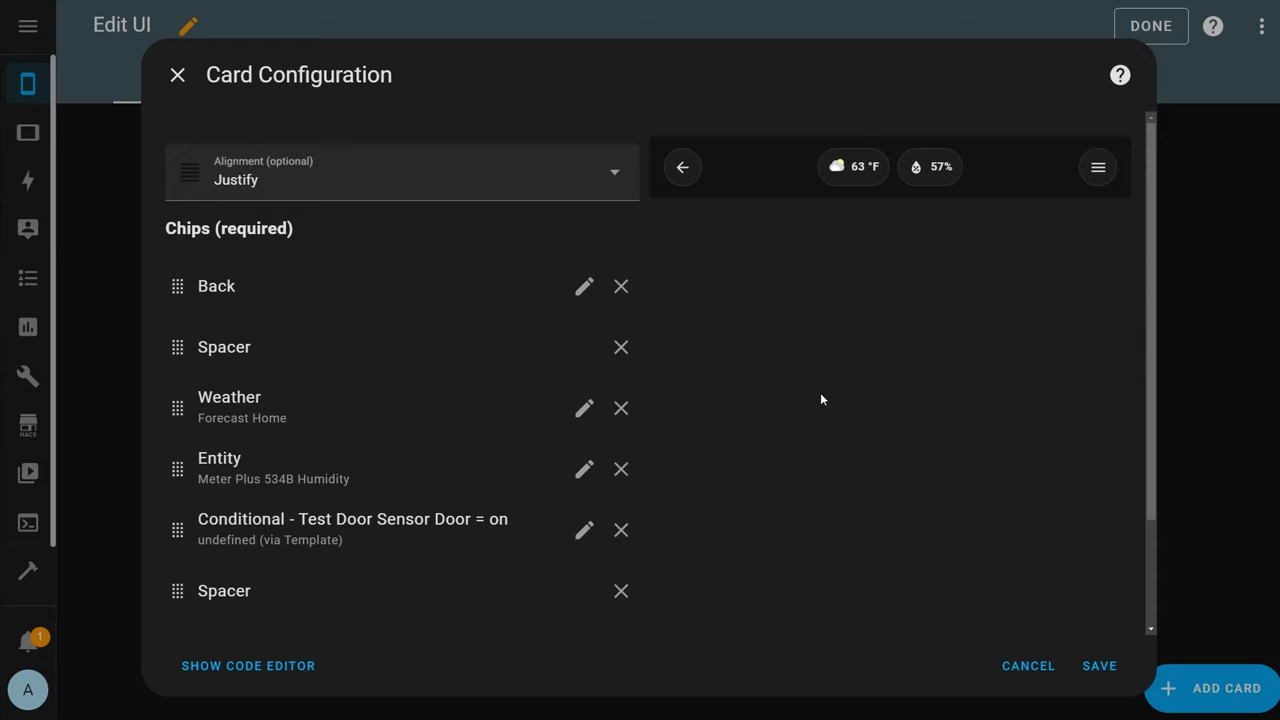 Edit UI
DONE
Card Configuration
Alignment (optional)
Justify
63 °F
57%
Chips (required)
Back
Spacer
Weather
Forecast Home
Entity
Meter Plus 534B Humidity
Conditional - Test Door Sensor Door = on
undefined (via Template)
Spacer
SHOW CODE EDITOR
CANCEL
SAVE
ADD CARD
HACS
1
A